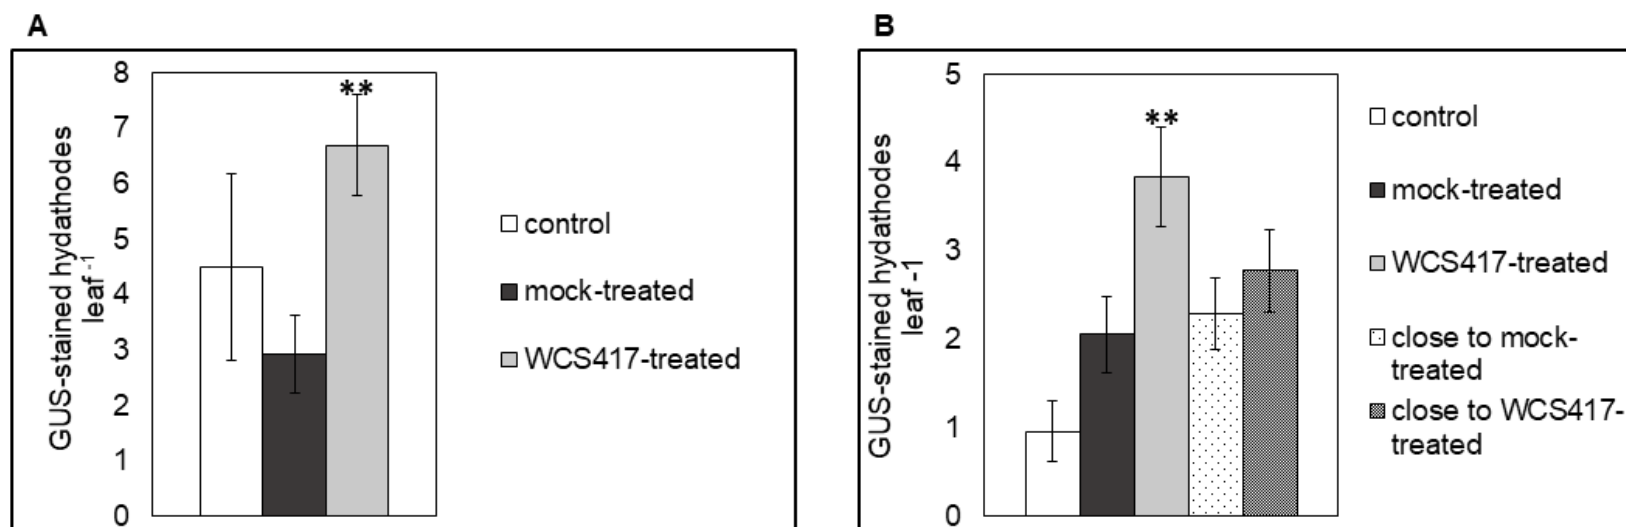 A
GUS-stained hydathodes
leaf -1
8
7
6
5
4
3
2
1
0
**
control
mock-treated
WCS417-treated
B
GUS-stained hydathodes
leaf -1
5
4
3
2
1
0
**
control
mock-treated
WCS417-treated
close to mock-
treated
close to WCS417-
treated